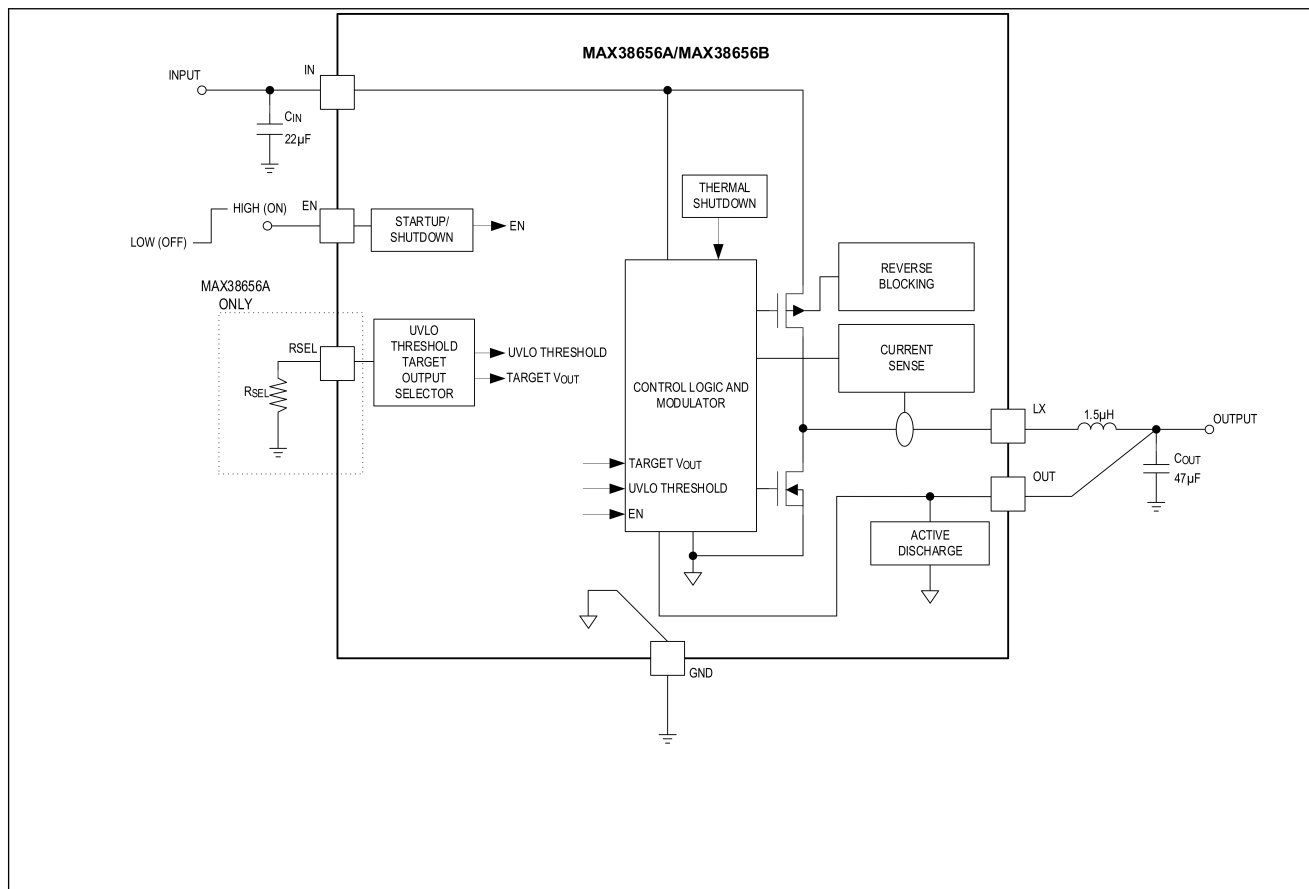 MAX38656A/MAX38656B
INPUT
IN
CIN
22µF
THERMAL
SHUTDOWN
HIGH (ON)
EN
LOW (OFF)
STARTUP/
SHUTDOWN
EN
REVERSE
BLOCKING
MAX38656A
ONLY
RSEL
RSEL
UVLO
THRESHOLD
TARGET
OUTPUT
SELECTOR
UVLO THRESHOLD
TARGET VOUT
CONTROL LOGIC AND
MODULATOR
CURRENT
SENSE
LX
1.5µH
OUTPUT
COUT
47µF
TARGET VOUT
UVLO THRESHOLD
EN
OUT
ACTIVE
DISCHARGE
GND